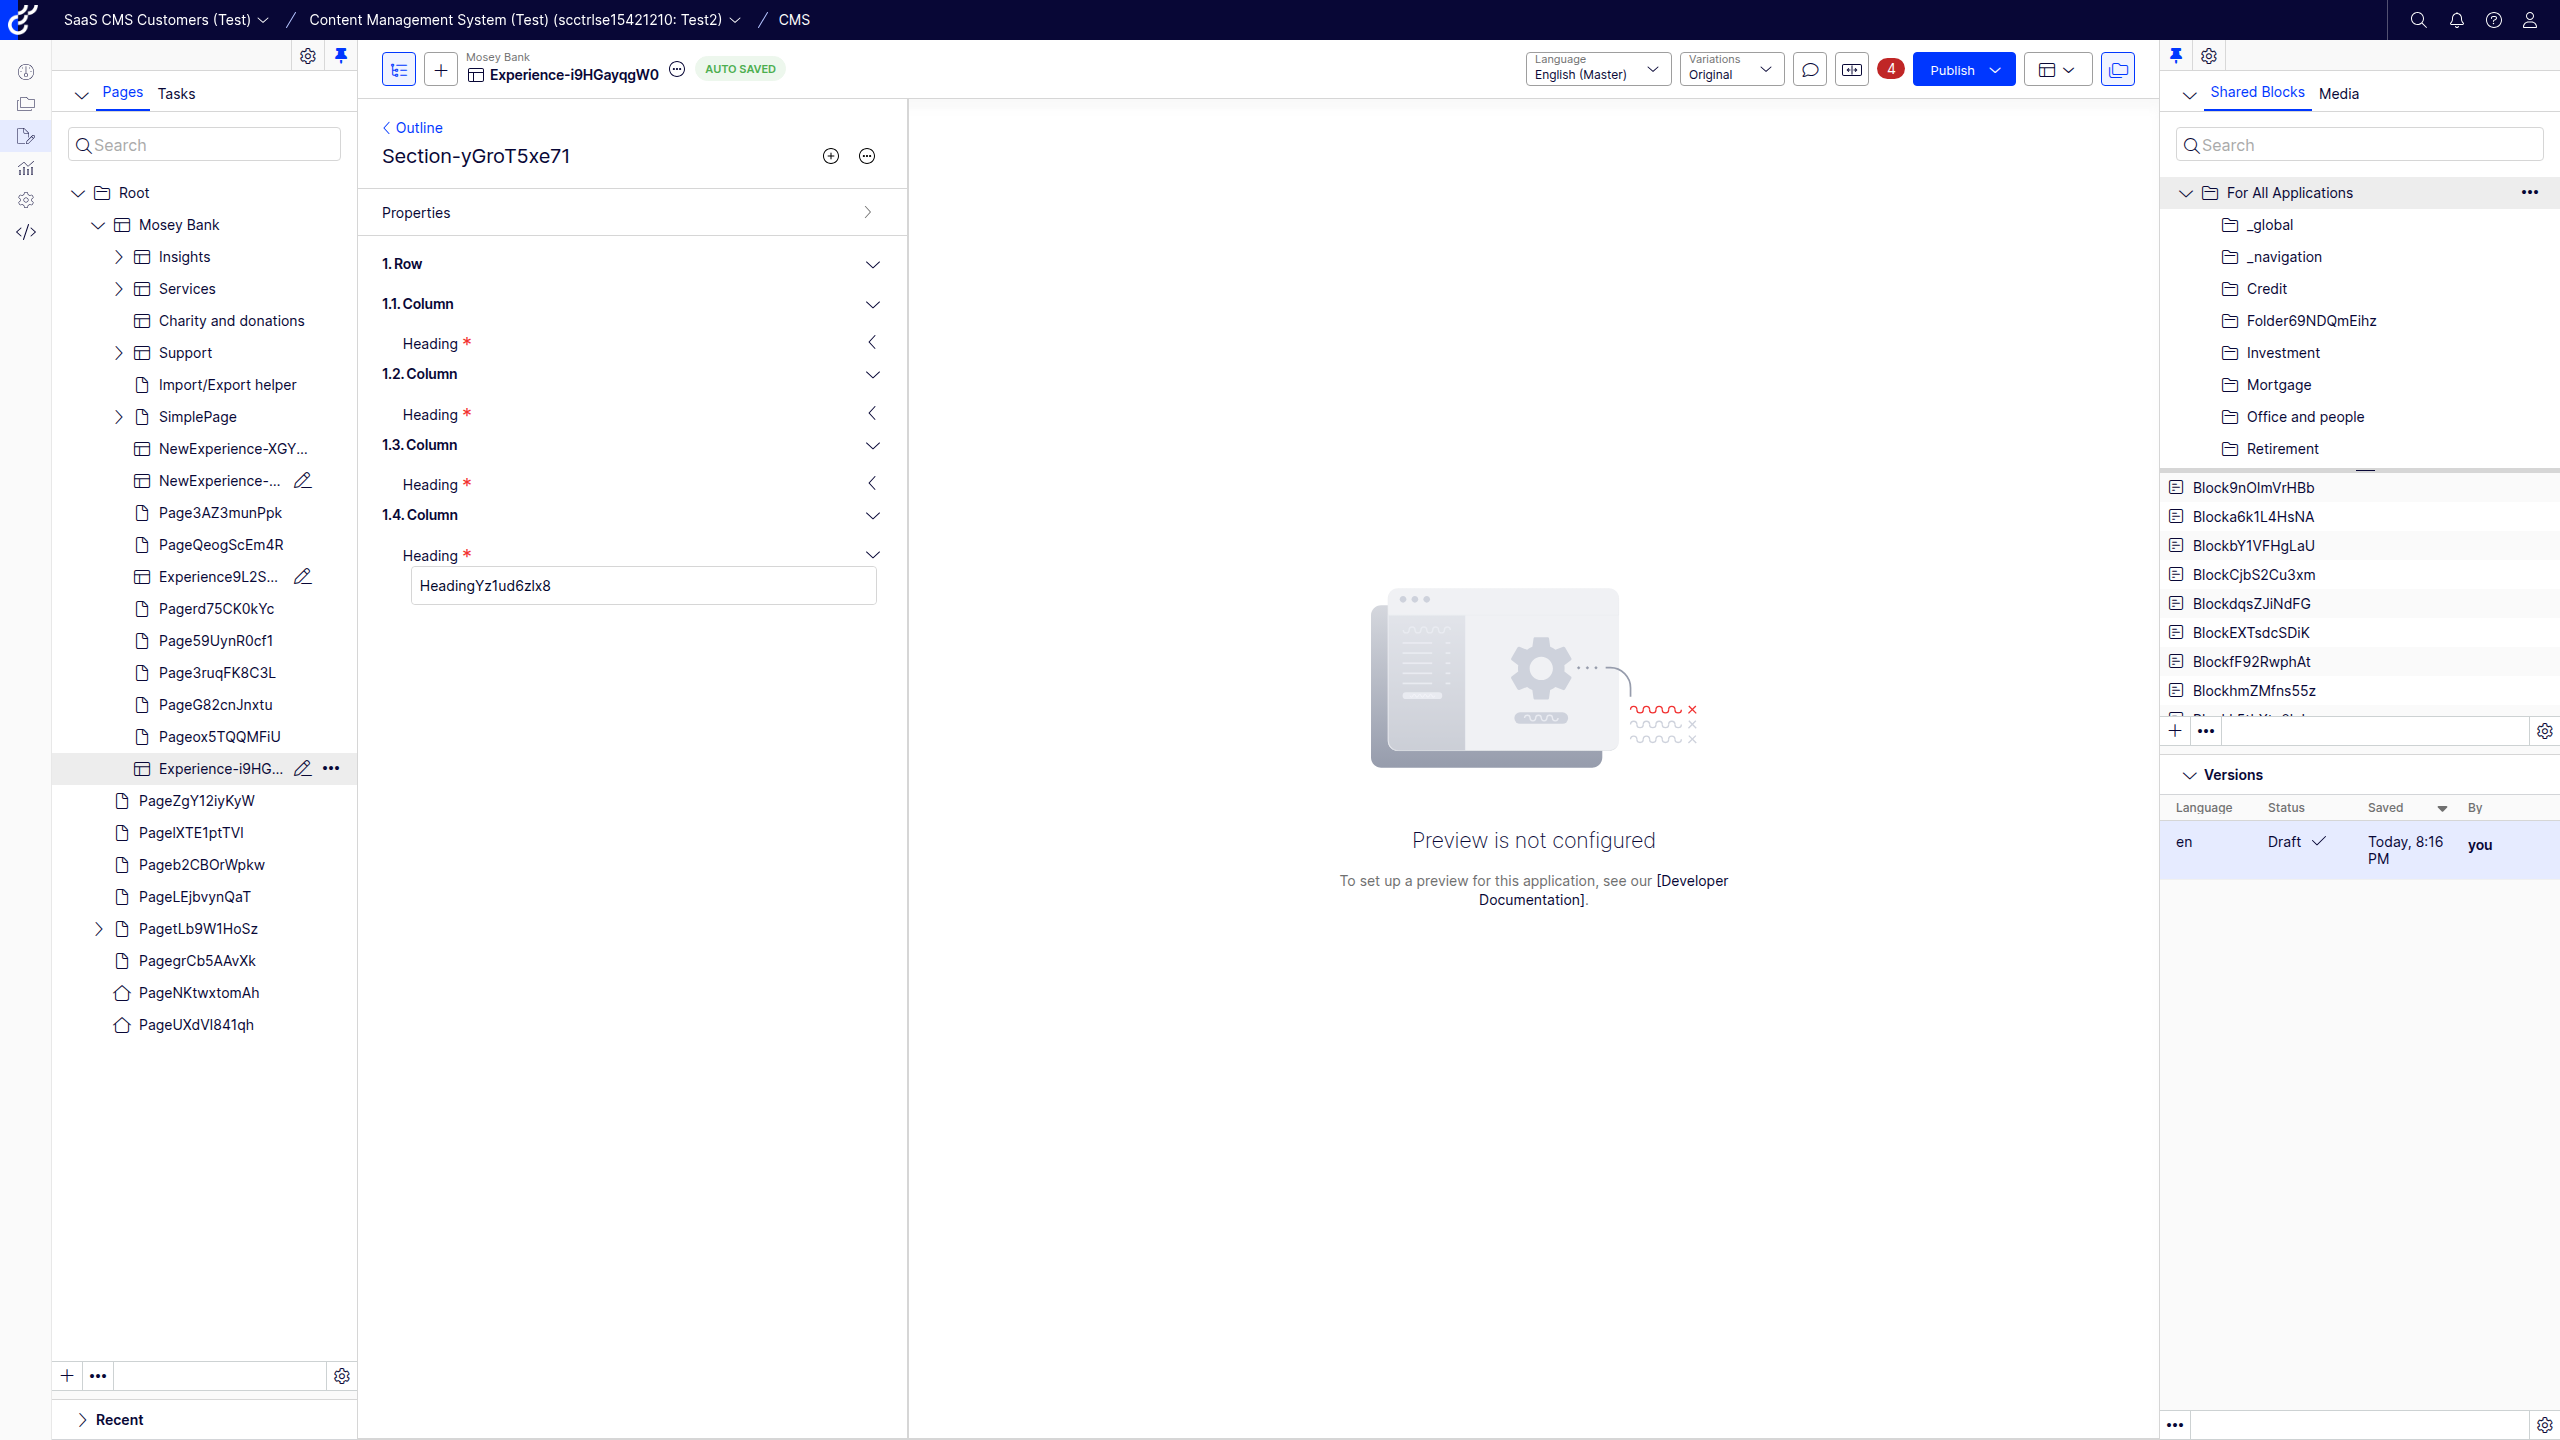 SaaS CMS Customers (Test) / Content Management System (Test) (scctrlse15421210: Test2) / CMS
Pages Tasks
Search
Root
Mosey Bank
Insights
Services
Charity and donations
Support
Import/Export helper
SimplePage
NewExperience-XGY...
NewExperience-...
Page3AZ3munPpk
PageQeogScEm4R
Experience9L2S...
Pagerd75CK0kYc
Page59UynR0cf1
Page3ruqFK8C3L
PageG82cnJnxtu
Pageox5TQQMFiU
Experience-i9HG...
PageZgY12iyKyW
PagelXTE1ptTVI
Pageb2CBOrWpkw
PageLEjbvynQaT
PagetLb9W1HoSz
PagegrCb5AAvXk
PageNKtwxtomAh
PageUXdVI841qh
Recent
Mosey Bank
Experience-i9HGayqgW0
AUTO SAVED
Language
English (Master)
Variations
Original
4
Publish
Outline
Section-yGroT5xe71
Properties
1. Row
1.1. Column
Heading *
1.2. Column
Heading *
1.3. Column
Heading *
1.4. Column
Heading *
HeadingYz1ud6zlx8
Preview is not configured
To set up a preview for this application, see our [Developer
Documentation].
Shared Blocks Media
Search
For All Applications
_global
_navigation
Credit
Folder69NDQmEihz
Investment
Mortgage
Office and people
Retirement
Block9nOlmVrHBb
Blocka6k1L4HsNA
BlockbY1VFHgLaU
BlockCjbS2Cu3xm
BlockdqsZJiNdFG
BlockEXTsdcSDiK
BlockfF92RwphAt
BlockhmZMfns55z
Versions
Language Status Saved By
en Draft Today, 8:16 PM you